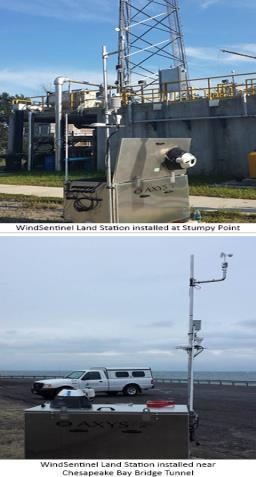 AXYS
WindSentinel Land Station installed at Stumpy Point
AXYS
WindSentinel Land Station installed near
Chesapeake Bay Bridge Tunnel